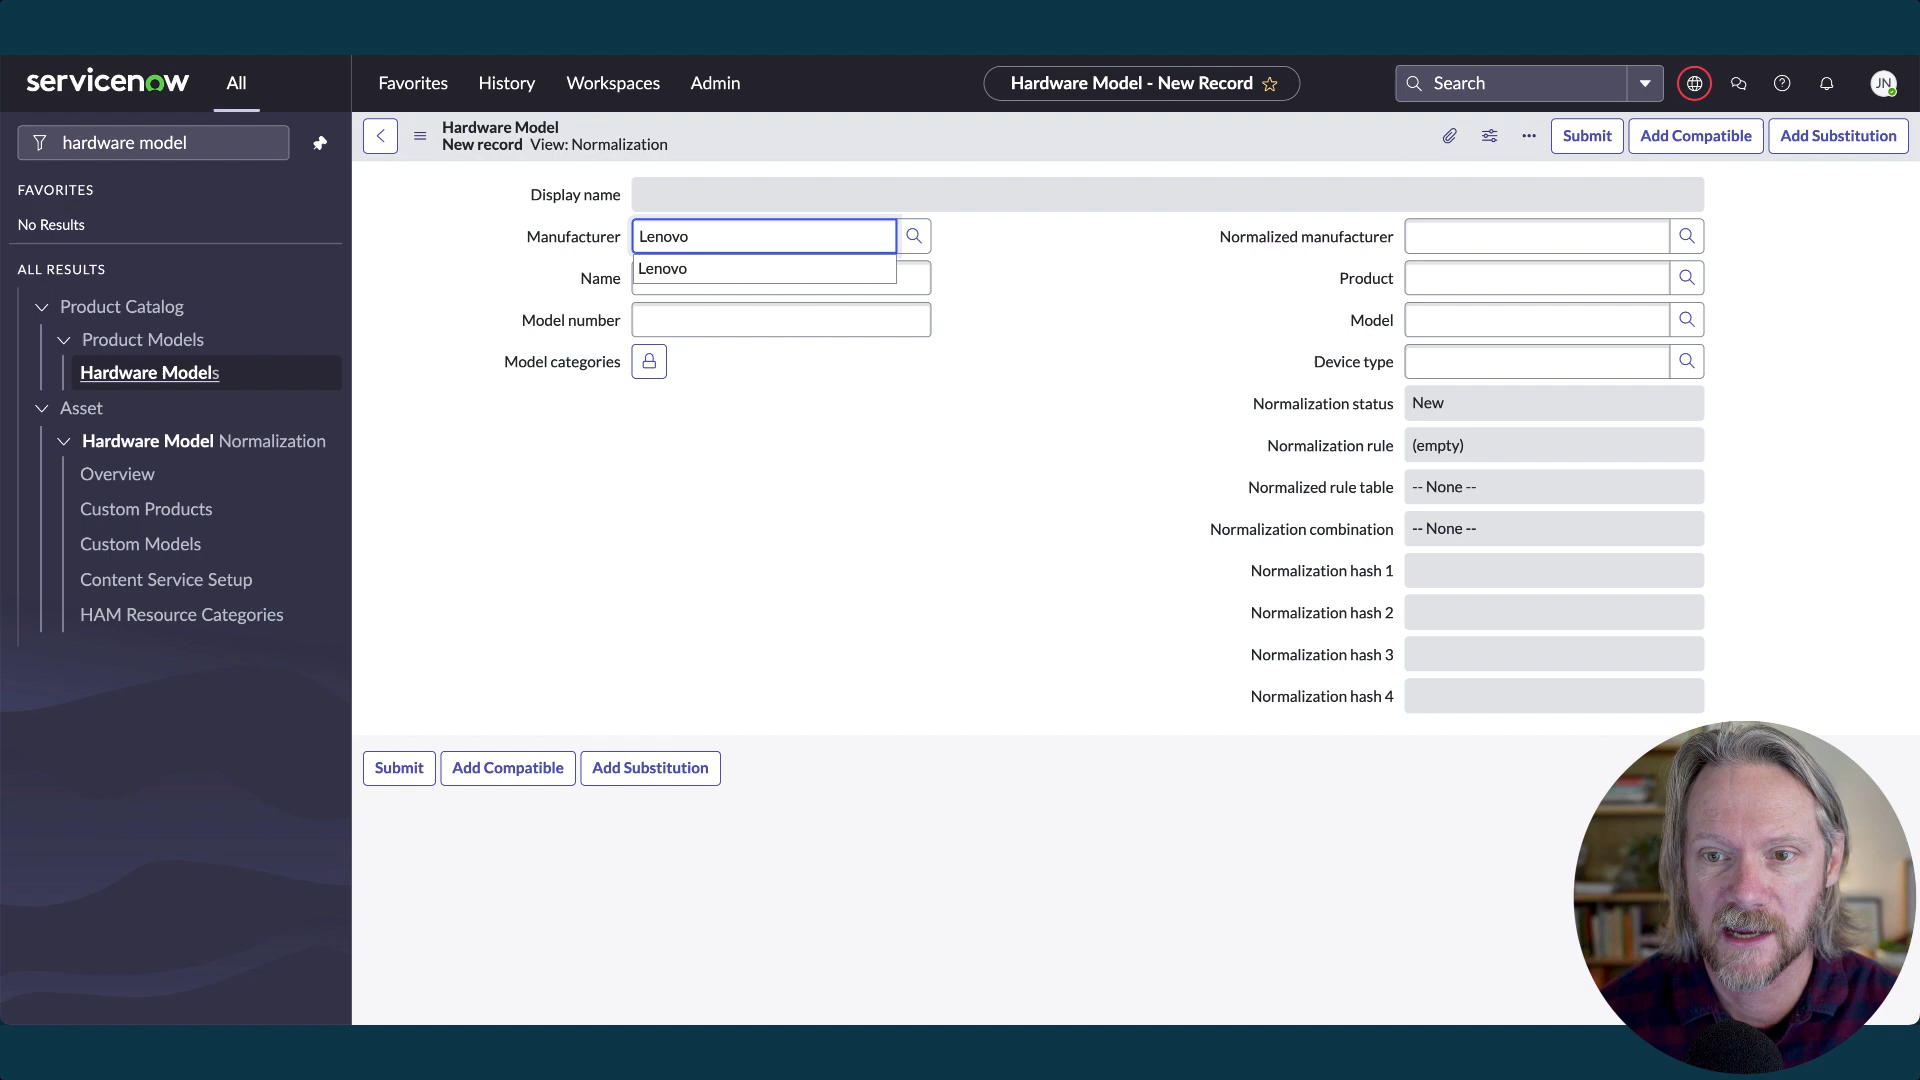 servicenow
All
Favorites
History
Workspaces
Admin
Hardware Model - New Record
Search
JN
hardware model
FAVORITES
No Results
ALL RESULTS
Product Catalog
Product Models
Hardware Models
Asset
Hardware Model Normalization
Overview
Custom Products
Custom Models
Content Service Setup
HAM Resource Categories
Hardware Model
New record View: Normalization
Submit
Add Compatible
Add Substitution
Display name
Manufacturer
Lenovo
Lenovo
Name
Model number
Model categories
Normalized manufacturer
Product
Model
Device type
Normalization status
New
Normalization rule
(empty)
Normalized rule table
-- None --
Normalization combination
-- None --
Normalization hash 1
Normalization hash 2
Normalization hash 3
Normalization hash 4
Submit
Add Compatible
Add Substitution